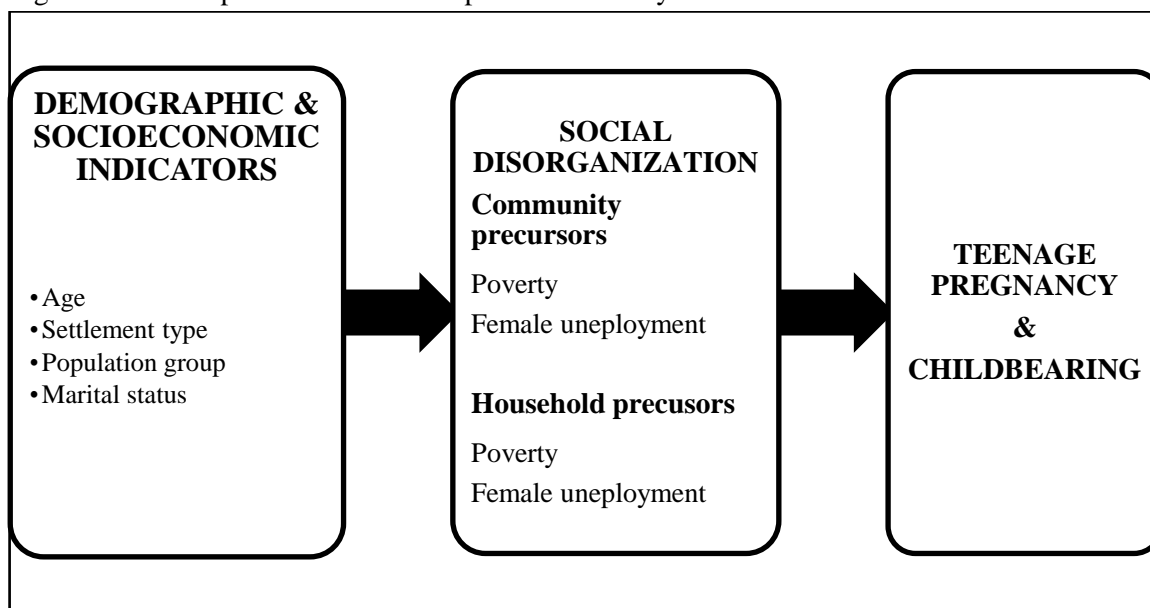 DEMOGRAPHIC &
SOCIOECONOMIC
INDICATORS
•Age
•Settlement type
•Population group
•Marital status
SOCIAL
DISORGANIZATION
Community
precursors
Poverty
Female uneployment
Household precusors
Poverty
Female uneployment
TEENAGE
PREGNANCY
&
CHILDBEARING